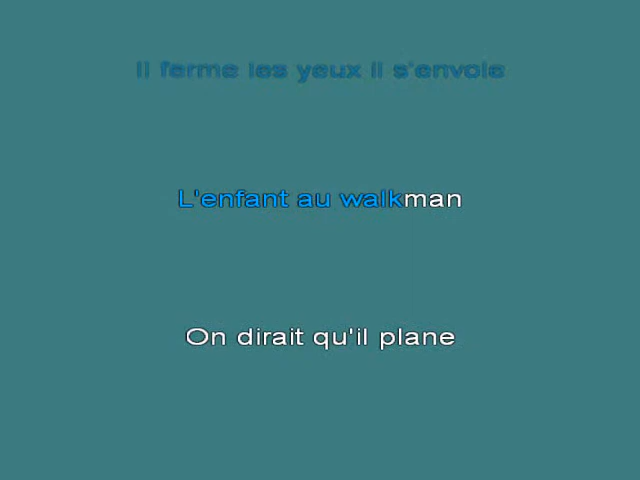 Il ferme les yeux il s'envole
L'enfant au walkman
On dirait qu'il plane